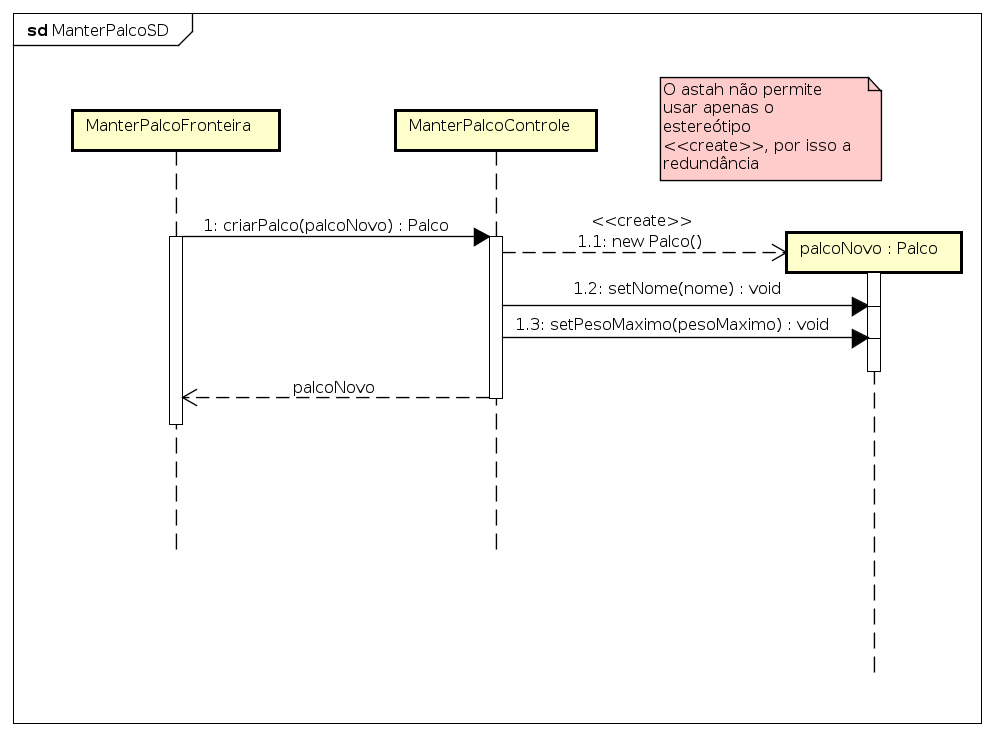 sd ManterPalcoSD
O astah não permite
usar apenas o
estereótipo
<<create>>, por isso a
redundância
ManterPalcoFronteira
ManterPalcoControle
1: criarPalco(palcoNovo) : Palco
<<create>>
1.1: new Palco()
palcoNovo : Palco
1.2: setNome(nome) : void
1.3: setPesoMaximo(pesoMaximo) : void
palcoNovo